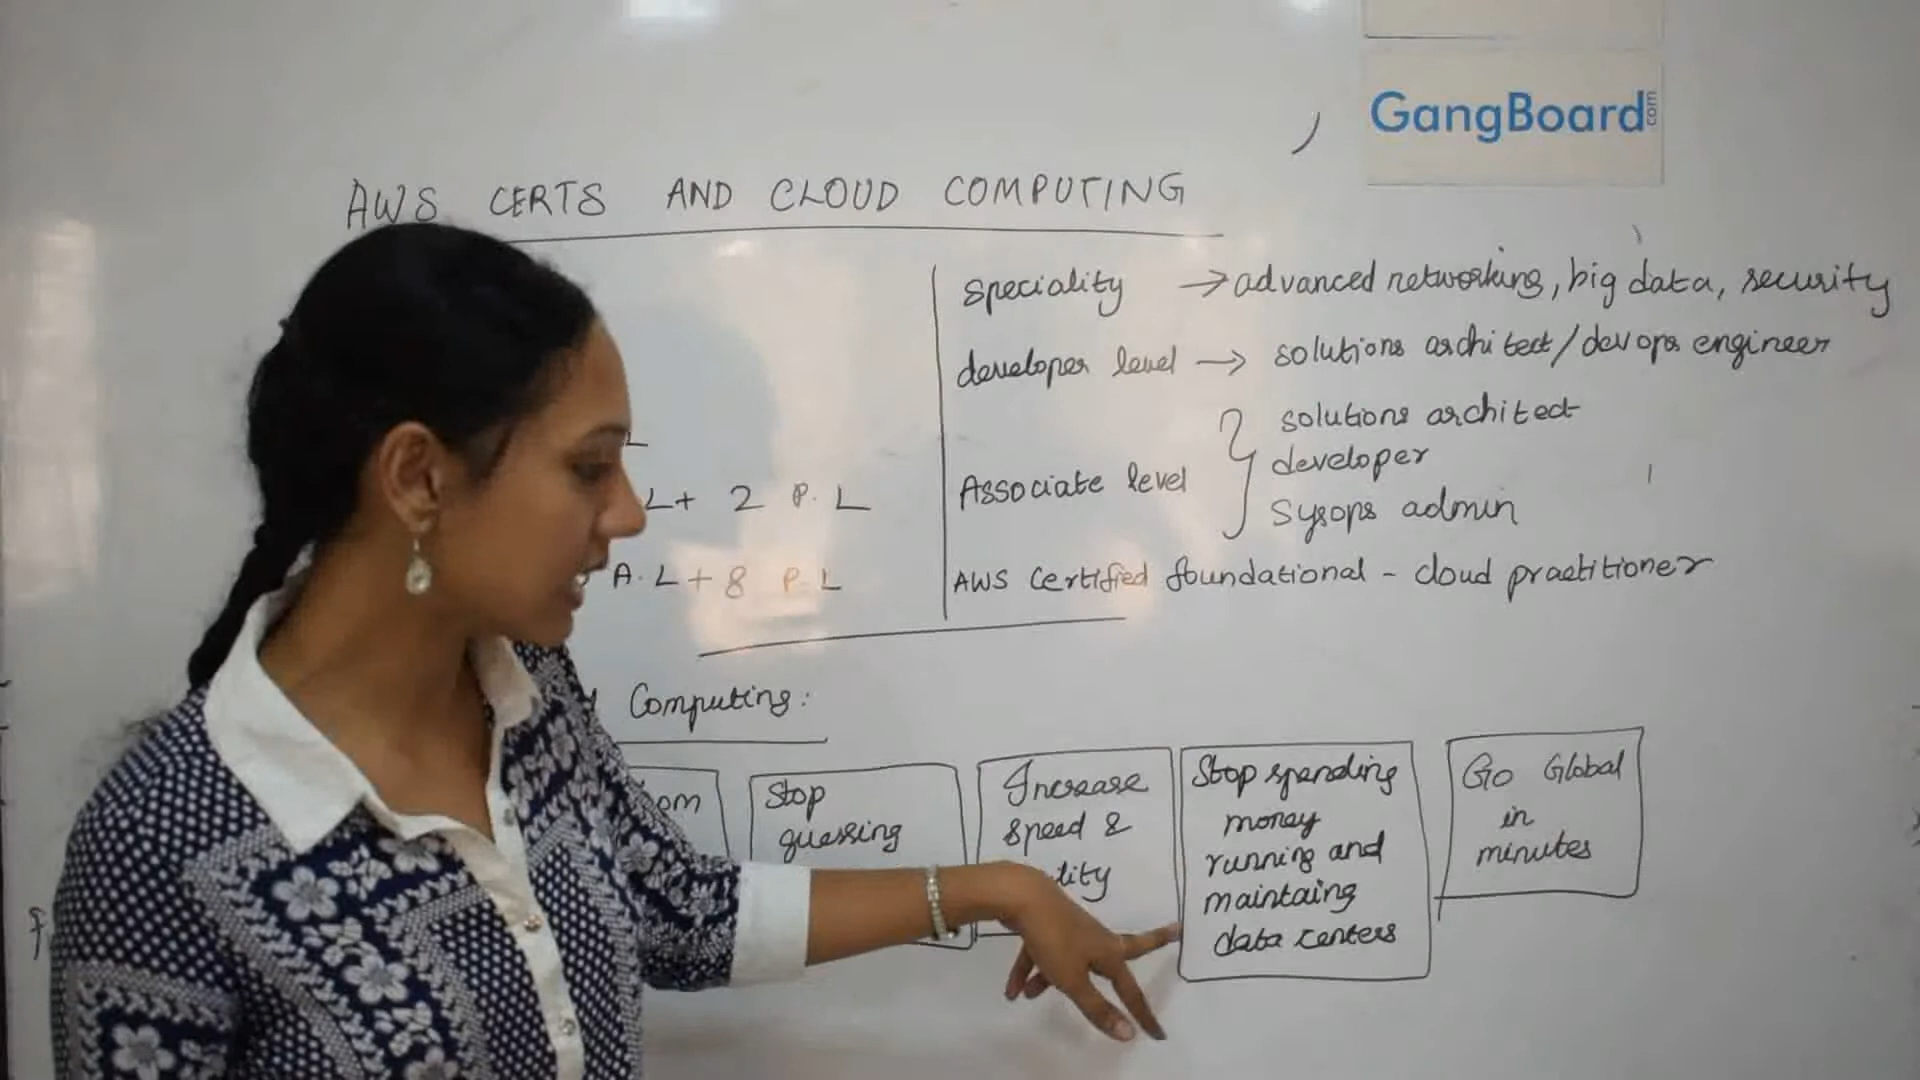 GangBoard.com
AWS CERTS AND CLOUD COMPUTING
L
L+ 2 P. L
A. L + 8 P. L
speciality → advanced networking, big data, security
developer level → solutions architect/devops engineer
Associate level } solutions architect
developer
sysops admin
AWS Certified foundational - cloud practitioner
Computing:
om
Stop
guessing
Increase
speed &
lity
Stop spending
money
running and
maintaing
data centers
Go Global
in
minutes